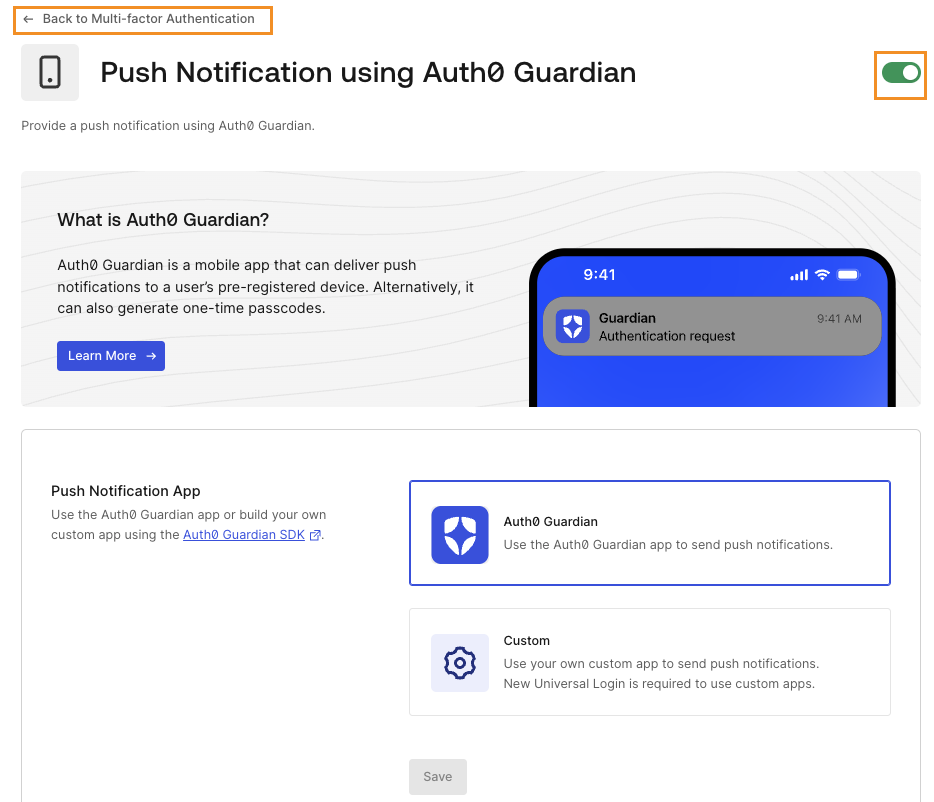 ← Back to Multi-factor Authentication
Push Notification using Auth0 Guardian
Provide a push notification using Auth0 Guardian.
What is Auth0 Guardian?
Auth0 Guardian is a mobile app that can deliver push
notifications to a user’s pre-registered device. Alternatively, it
can also generate one-time passcodes.
Learn More →
9:41
Guardian
9:41 AM
Authentication request
Push Notification App
Use the Auth0 Guardian app or build your own
custom app using the Auth0 Guardian SDK.
Auth0 Guardian
Use the Auth0 Guardian app to send push notifications.
Custom
Use your own custom app to send push notifications.
New Universal Login is required to use custom apps.
Save